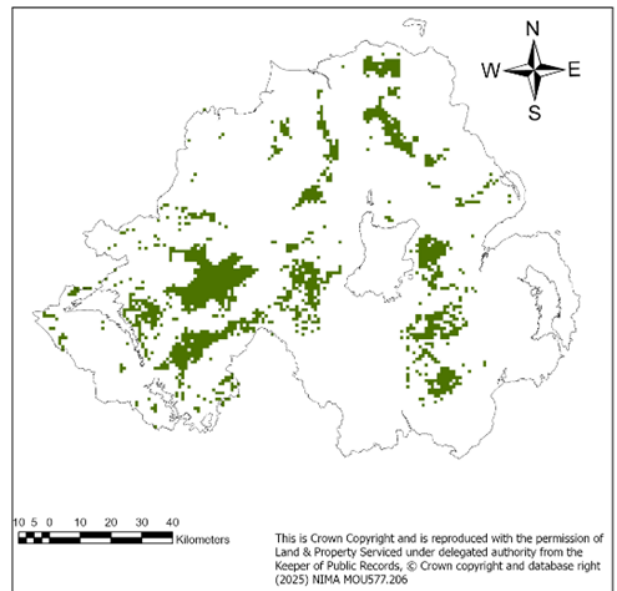 N
W E
S
10 5 0 10 20 30 40
Kilometers
This is Crown Copyright and is reproduced with the permission of
Land & Property Serviced under delegated authority from the
Keeper of Public Records, © Crown copyright and database right
(2025) NIMA MOU577.206